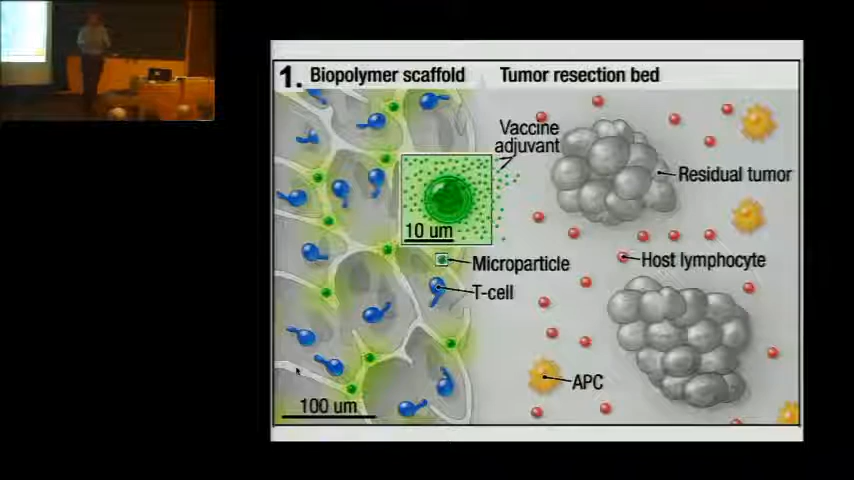 1. Biopolymer scaffold Tumor resection bed
Vaccine
adjuvant
Residual tumor
10 um
Microparticle
Host lymphocyte
T-cell
APC
100 um